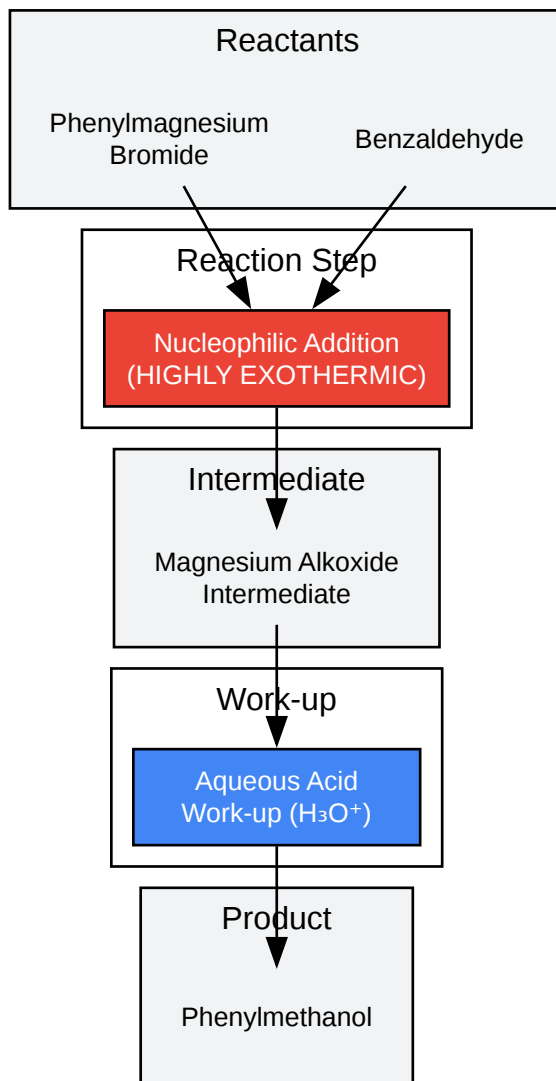 Reactants
Phenylmagnesium
Bromide
Benzaldehyde
Reaction Step
Nucleophilic Addition
(HIGHLY EXOTHERMIC)
Intermediate
Magnesium Alkoxide
Intermediate
Work-up
Aqueous Acid
Work-up (H₃O⁺)
Product
Phenylmethanol